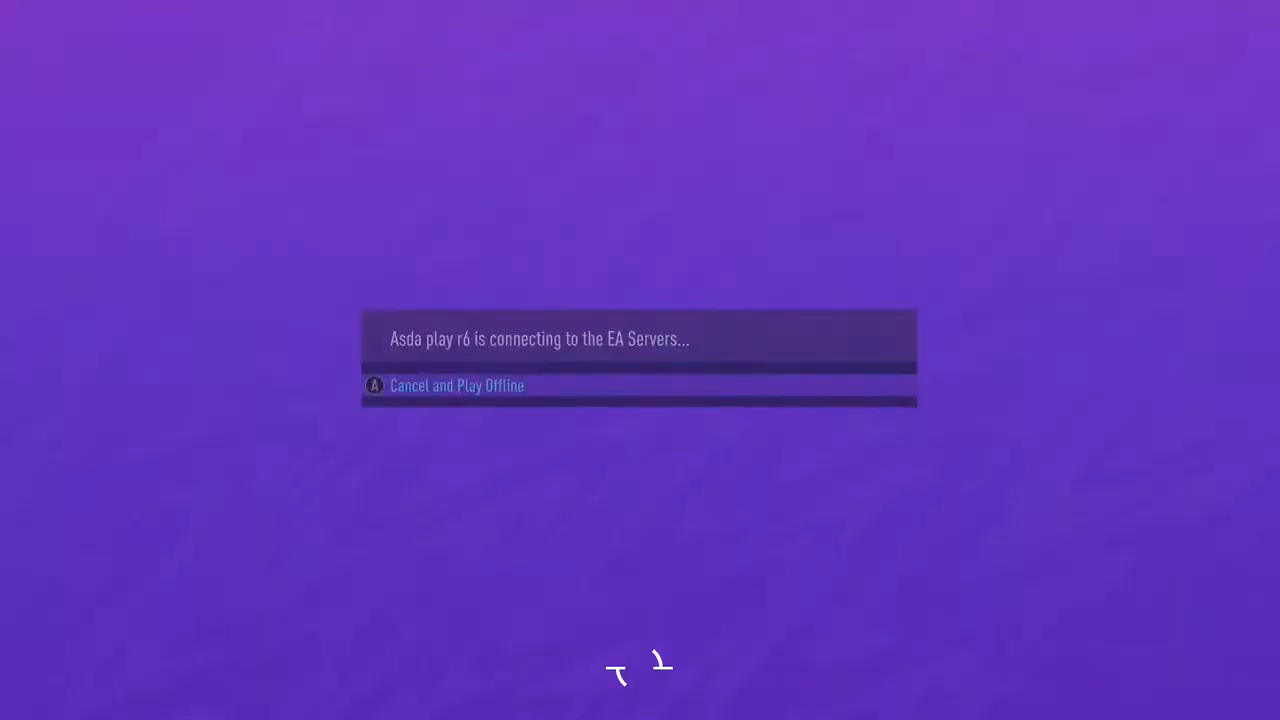 Asda play r6 is connecting to the EA Servers...
A Cancel and Play Offline